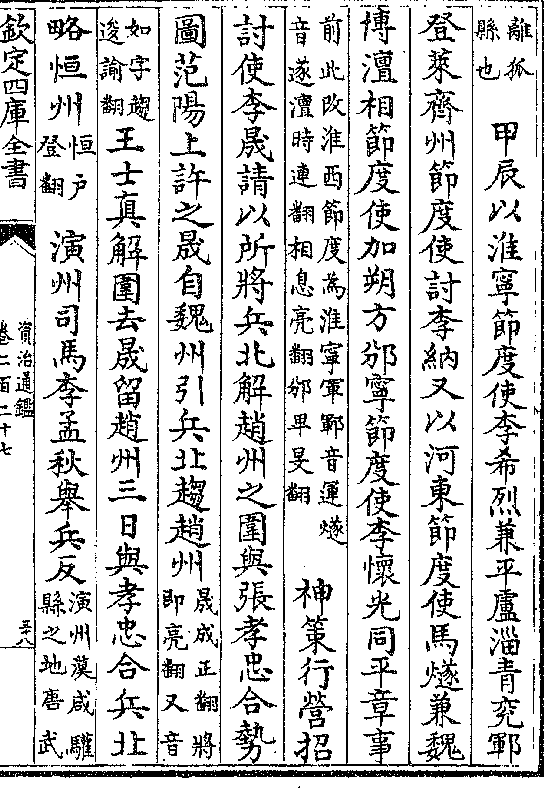 離孤縣也　甲辰以淮寧節度使李希烈兼平盧淄青兖鄆
登萊齊州節度使討李納又以河東節度使馬燧兼魏
博澶相節度使加朔方邠寧節度使李懷光同平章事
前此改淮西節度為淮寧軍鄆音運燧音遂澶時連翻相息亮翻邠卑旻翻　神策行營招
討使李晟請以所將兵北解趙州之圍與張孝忠合勢
圖范陽上許之晟自魏州引兵北趨趙州晟成正翻將即亮翻又音
如字趨逡諭翻王士真解圍去晟留趙州三日與孝忠合兵北
略恒州恒戶登翻　演州司馬李孟秋舉兵反演州漢咸驩縣之地唐武
欽定四庫全書
資治通鑑
卷二百二十七
五十八